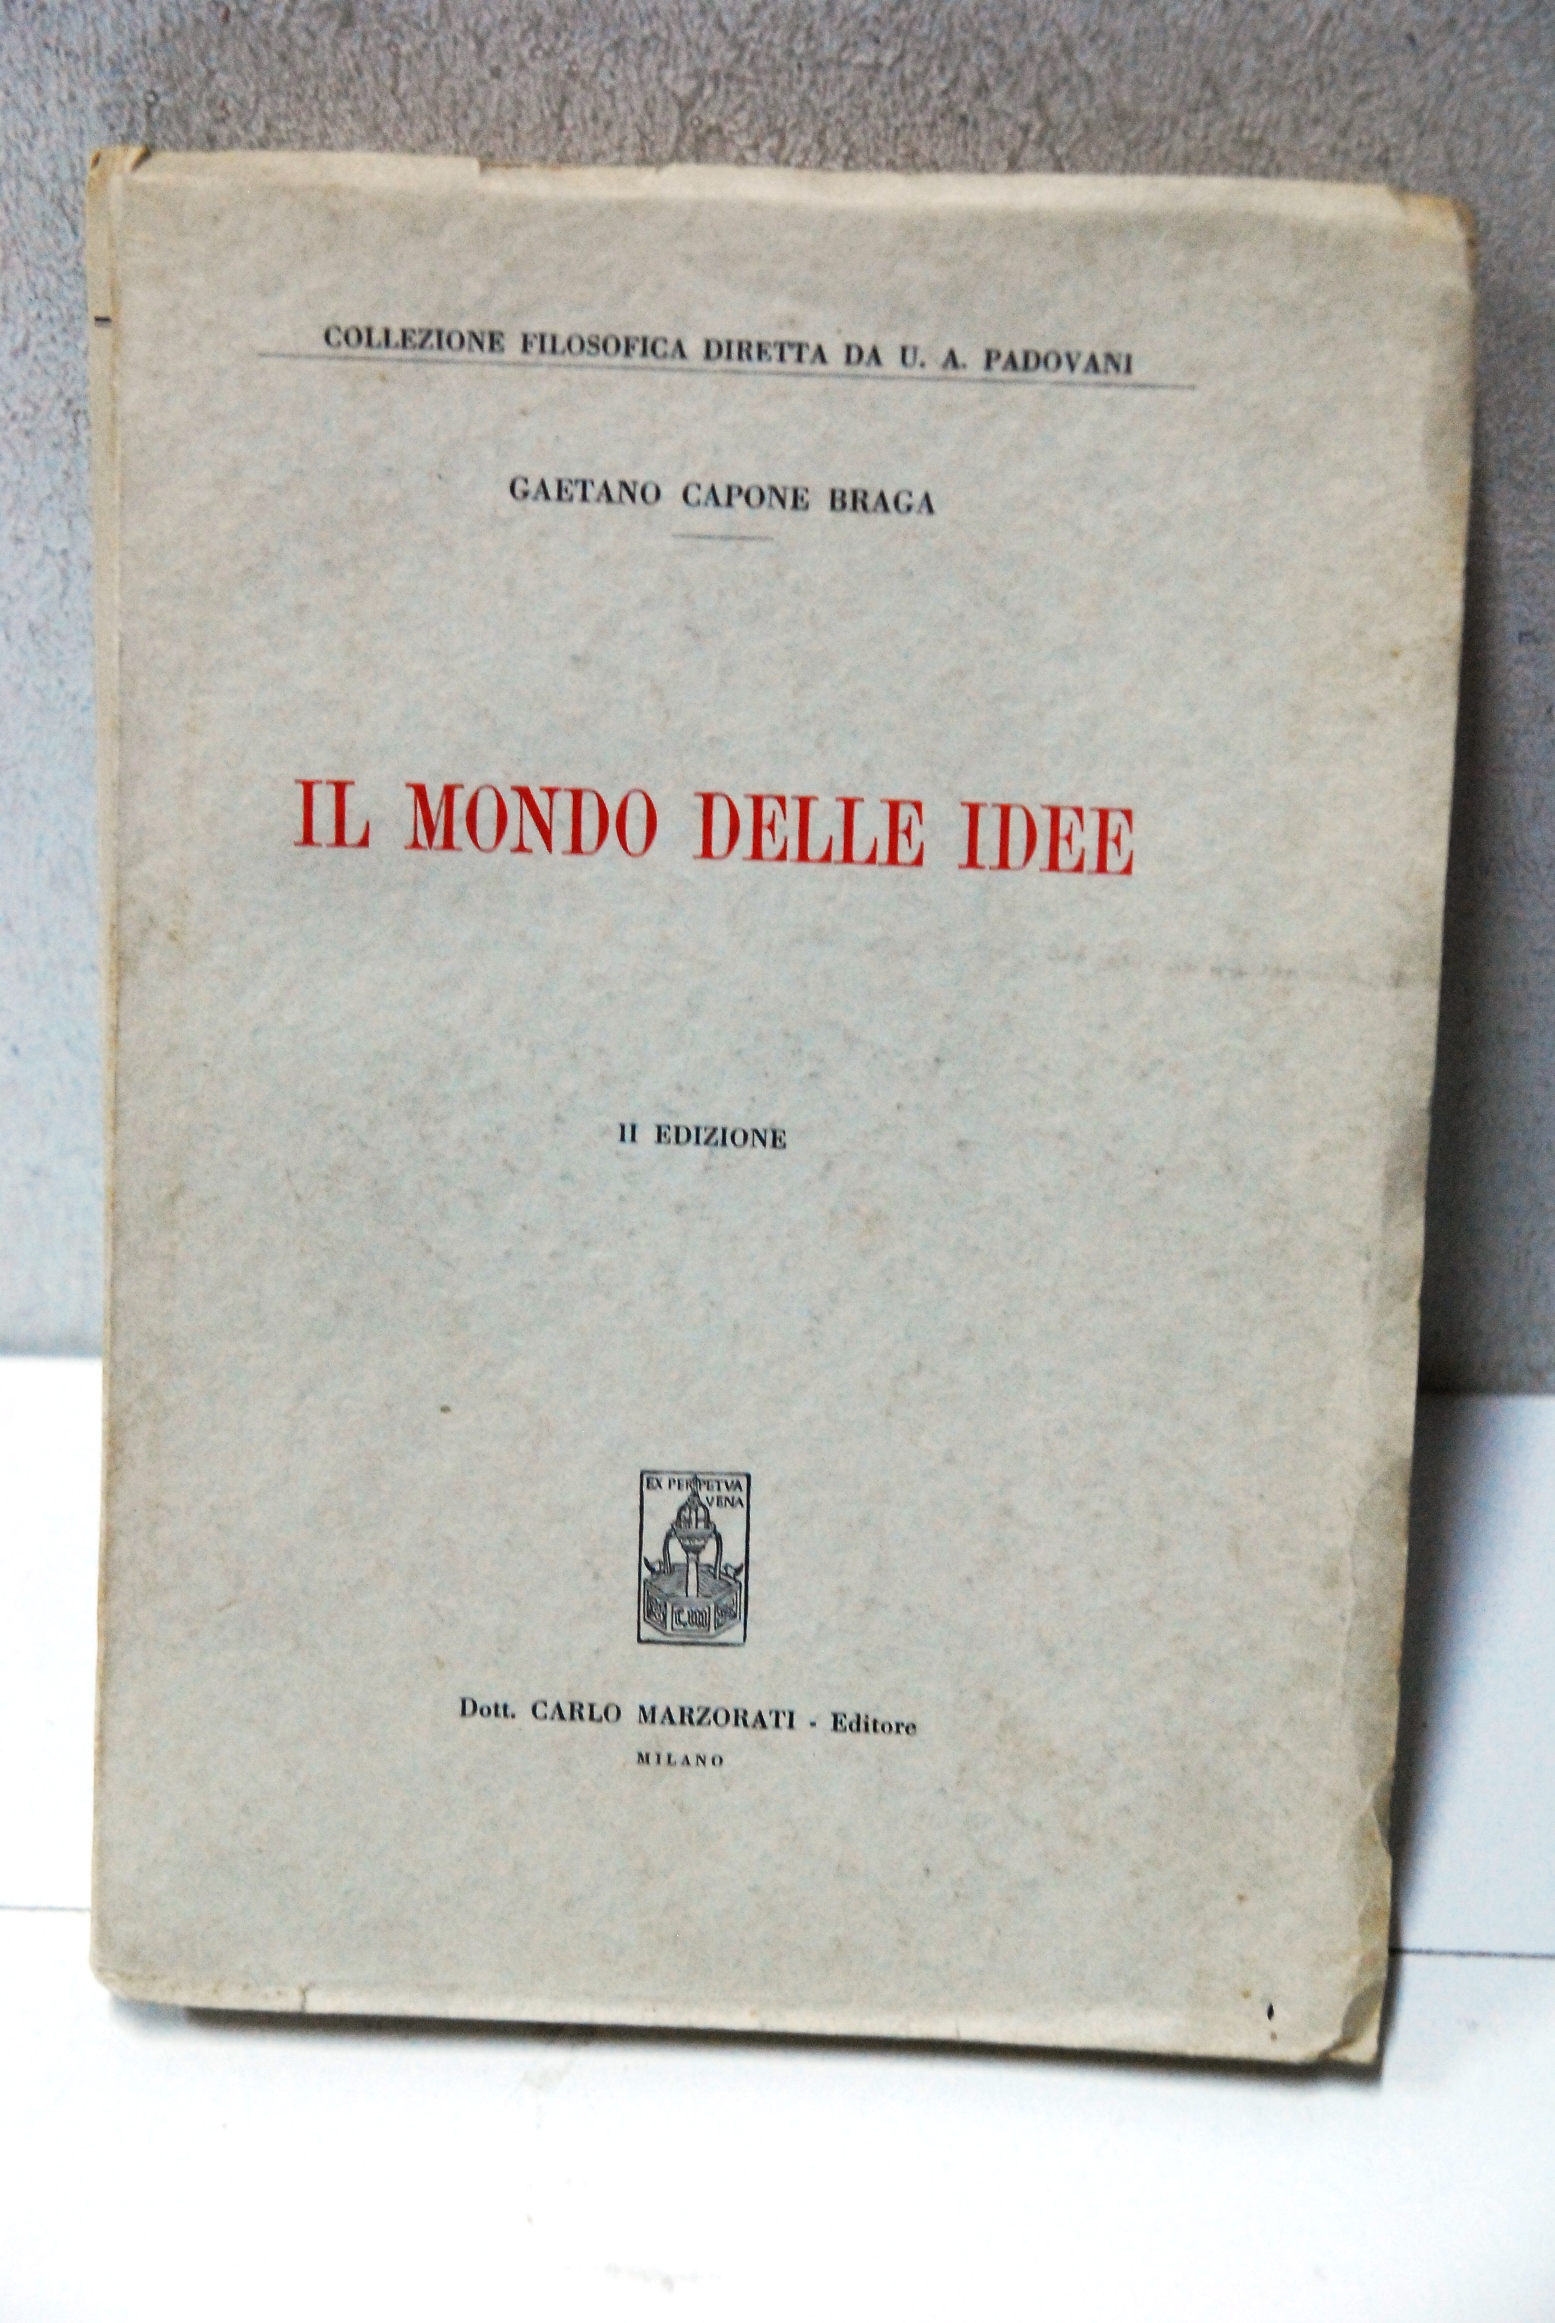 COLLEZIONE FILOSOFICA DIRETTA DA U. A. PADOVANI
GAETANO CAPONE BRAGA
IL MONDO DELLE IDEE
II EDIZIONE
EX PERPETVA
VENA
Dott. CARLO MARZORATI - Editore
MILANO